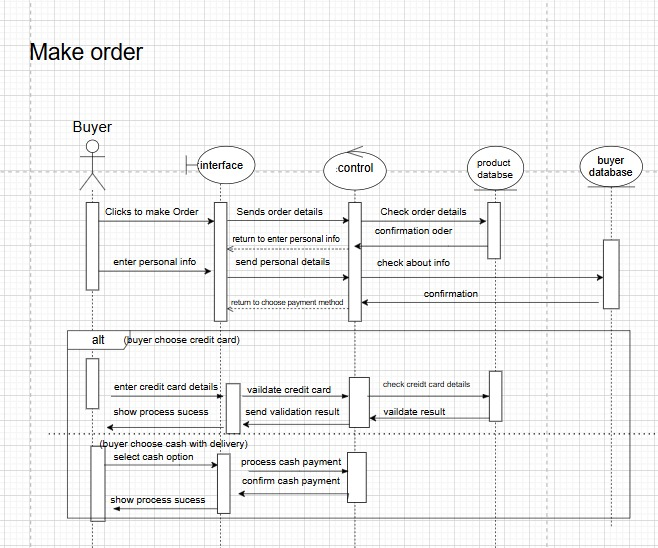 Make order
Buyer
:interface
:control
product
databse
buyer
database
Clicks to make Order
Sends order details
Check order details
confirmation oder
return to enter personal info
enter personal info
send personal details
check about info
confirmation
return to choose payment method
alt
(buyer choose credit card)
enter credit card details
vaildate credit card
check creidt card details
show process sucess
send validation result
vaildate result
(buyer choose cash with delivery)
select cash option
process cash payment
confirm cash payment
show process sucess